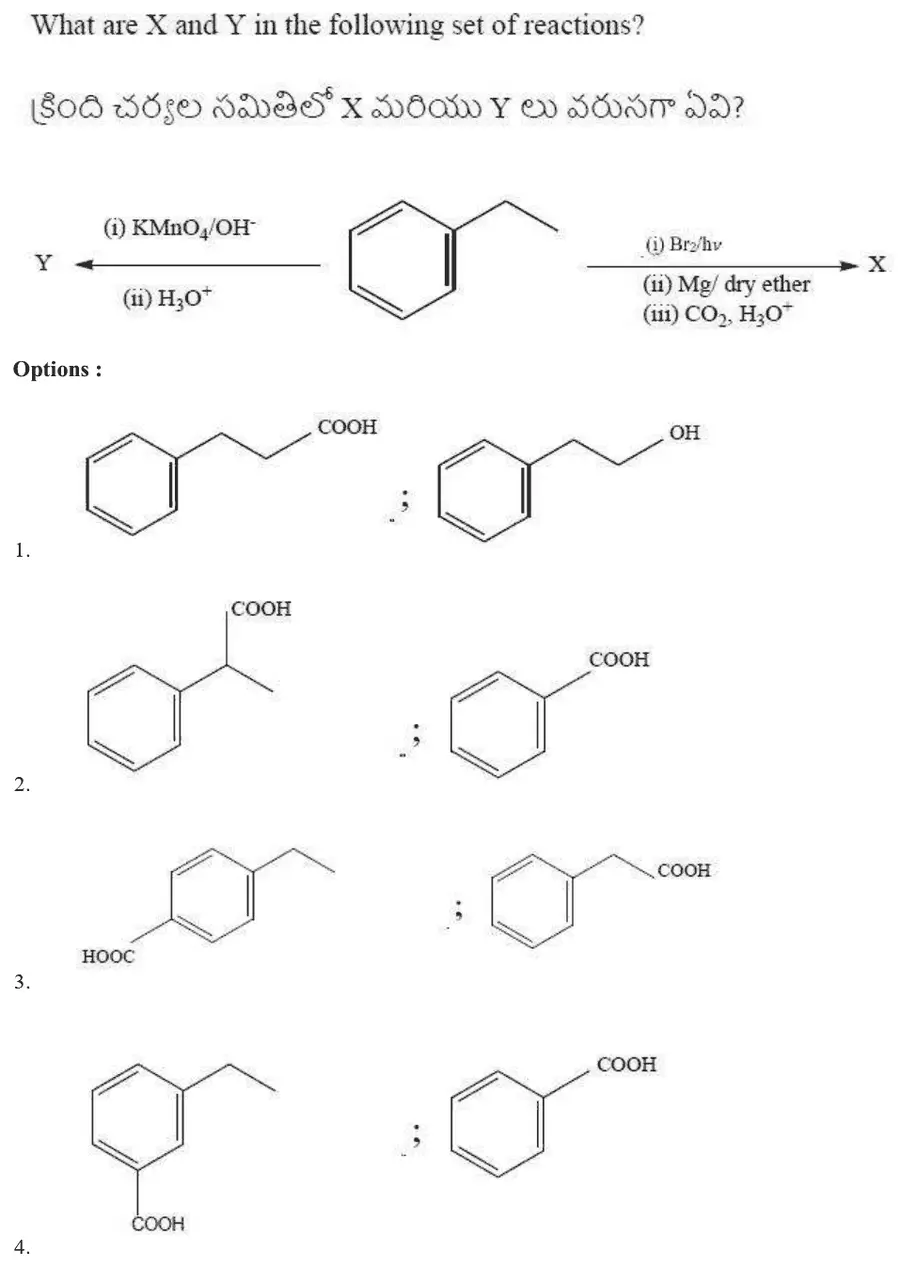 What are X and Y in the following set of reactions?
క్రింది చర్యల సమితిలో X మరియు Y లు వరుసగా ఏవి?
(i) KMnO₄/OH⁻
Y
(ii) H₃O⁺
(i) Br₂/hν
X
(ii) Mg/ dry ether
(iii) CO₂, H₃O⁺
Options :
COOH
OH
;
1.
COOH
COOH
;
2.
COOH
;
HOOC
3.
COOH
;
COOH
4.